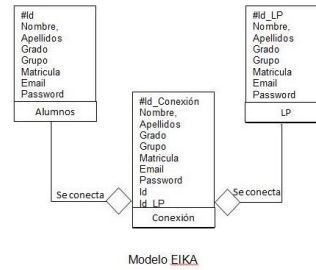 #Id
Nombre,
Apellidos
Grado
Grupo
Matricula
Email
Password
Alumnos
#Id_LP
Nombre,
Apellidos
Grado
Grupo
Matricula
Email
Password
LP
#Id_Conexión
Nombre,
Apellidos
Grado
Grupo
Matricula
Email
Password
Id
Id_LP
Conexión
Se conecta
Se conecta
Modelo EIKA